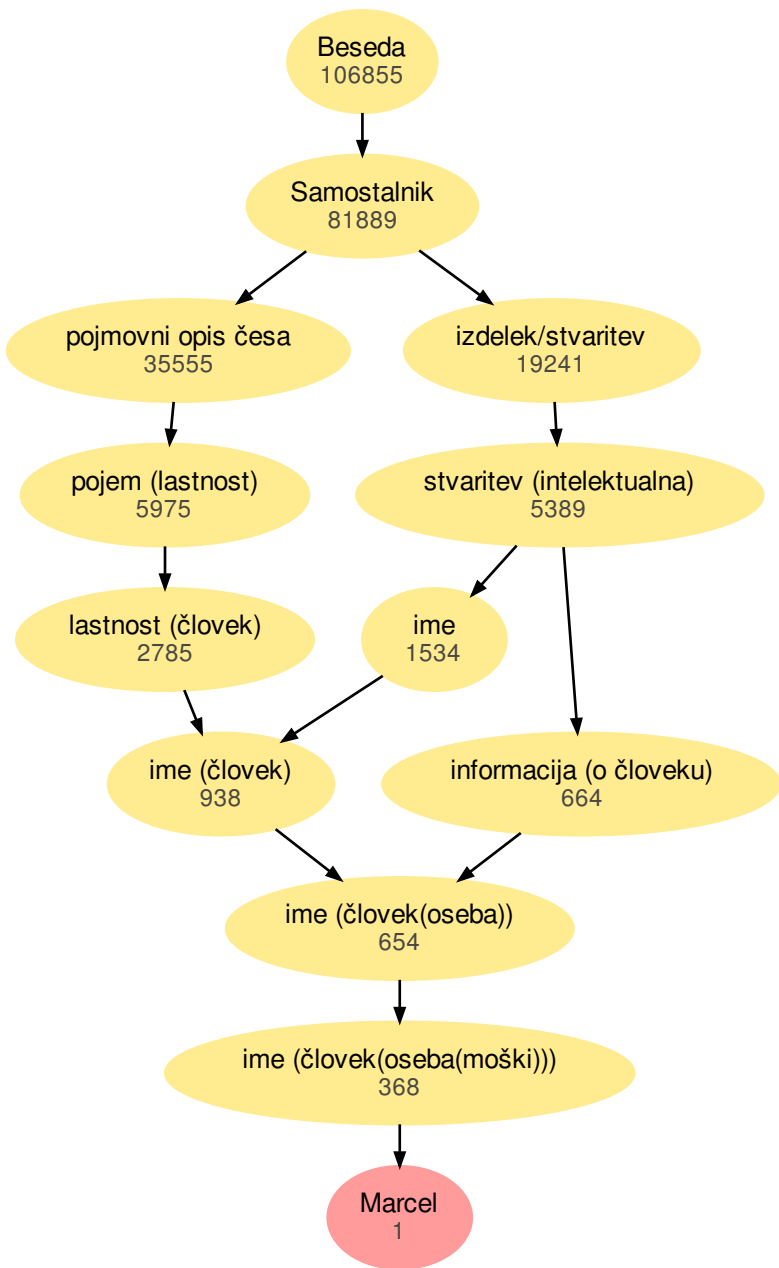 Beseda
106855
Samostalnik
81889
pojmovni opis česa
35555
izdelek/stvaritev
19241
pojem (lastnost)
5975
stvaritev (intelektualna)
5389
lastnost (človek)
2785
ime
1534
ime (človek)
938
informacija (o človeku)
664
ime (človek(oseba))
654
ime (človek(oseba(moški)))
368
Marcel
1